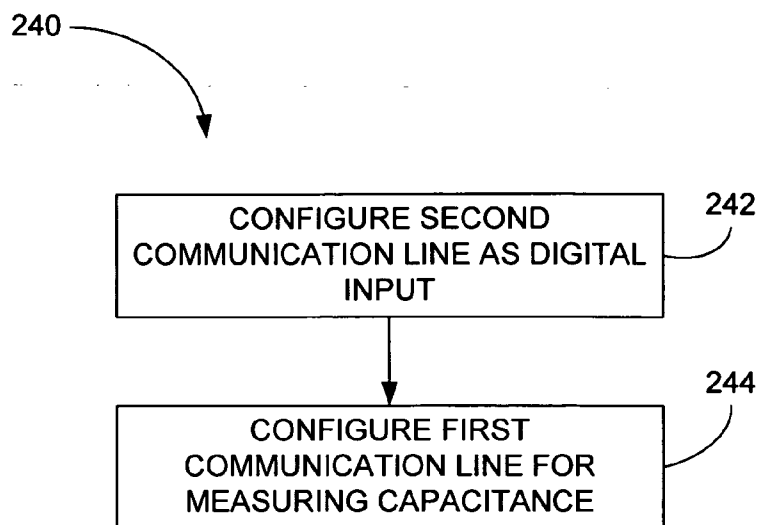 240
CONFIGURE SECOND
COMMUNICATION LINE AS DIGITAL
INPUT
242
CONFIGURE FIRST
COMMUNICATION LINE FOR
MEASURING CAPACITANCE
244